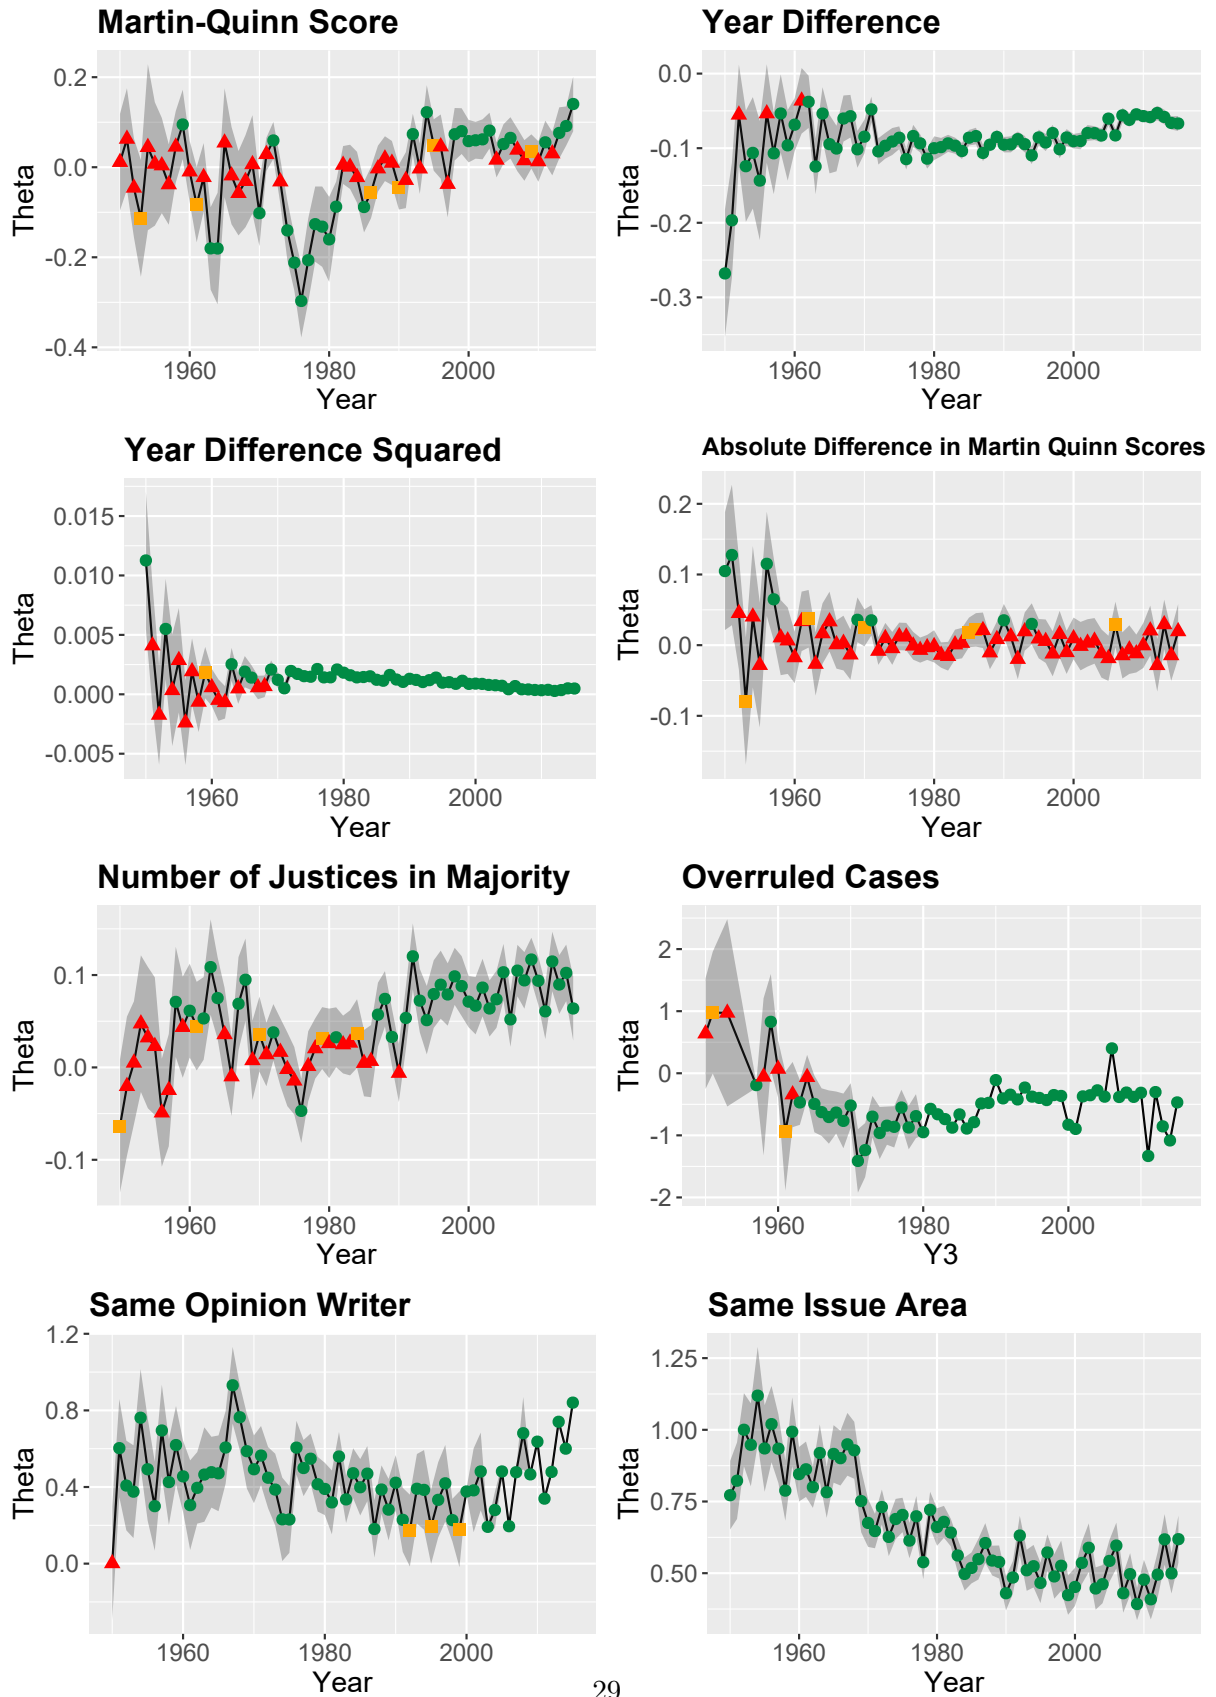 Martin-Quinn Score
Theta
0.2
0.0
-0.2
-0.4
1960 1980 2000
Year
Year Difference
Theta
0.0
-0.1
-0.2
-0.3
1960 1980 2000
Year
Year Difference Squared
Theta
0.015
0.010
0.005
0.000
-0.005
1960 1980 2000
Year
Absolute Difference in Martin Quinn Scores
Theta
0.2
0.1
0.0
-0.1
1960 1980 2000
Year
Number of Justices in Majority
Theta
0.1
0.0
-0.1
1960 1980 2000
Year
Overruled Cases
Theta
2
1
0
-1
-2
1960 1980 2000
Y3
Same Opinion Writer
Theta
1.2
0.8
0.4
0.0
1960 1980 2000
Year
Same Issue Area
Theta
1.25
1.00
0.75
0.50
1960 1980 2000
Year
29